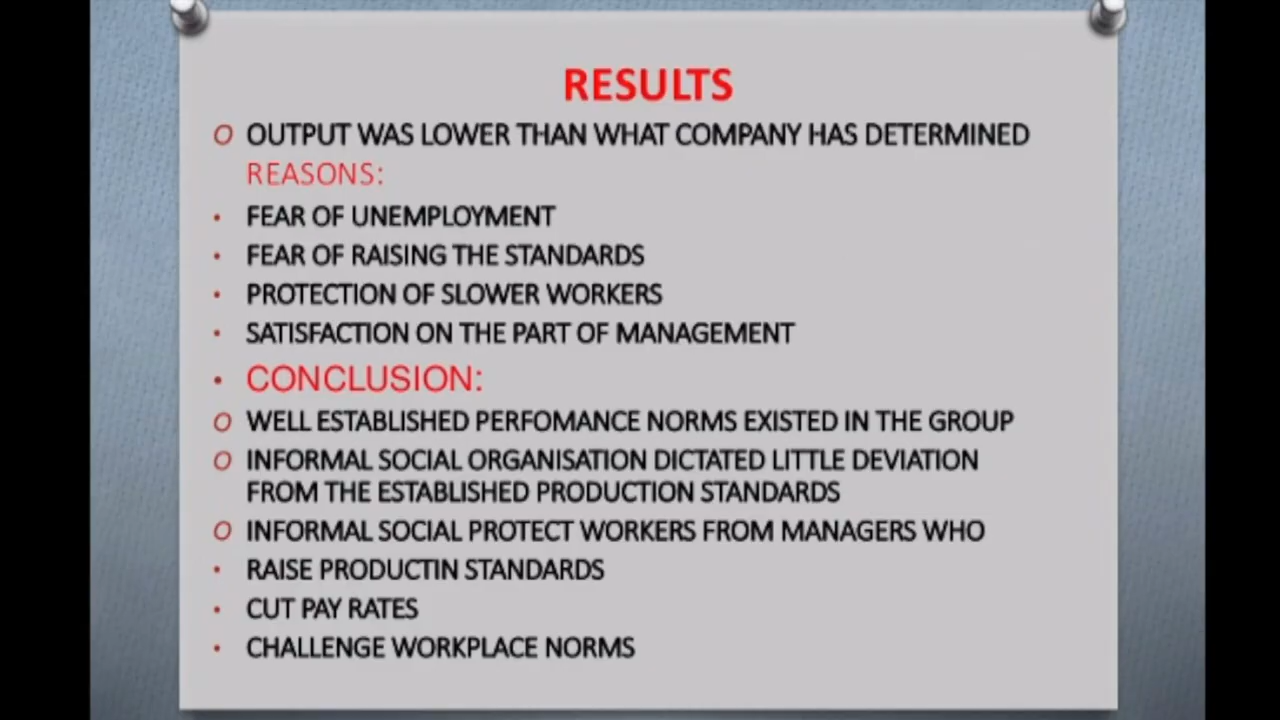 RESULTS
O OUTPUT WAS LOWER THAN WHAT COMPANY HAS DETERMINED
REASONS:
• FEAR OF UNEMPLOYMENT
• FEAR OF RAISING THE STANDARDS
• PROTECTION OF SLOWER WORKERS
• SATISFACTION ON THE PART OF MANAGEMENT
• CONCLUSION:
O WELL ESTABLISHED PERFOMANCE NORMS EXISTED IN THE GROUP
O INFORMAL SOCIAL ORGANISATION DICTATED LITTLE DEVIATION
FROM THE ESTABLISHED PRODUCTION STANDARDS
O INFORMAL SOCIAL PROTECT WORKERS FROM MANAGERS WHO
• RAISE PRODUCTIN STANDARDS
• CUT PAY RATES
• CHALLENGE WORKPLACE NORMS